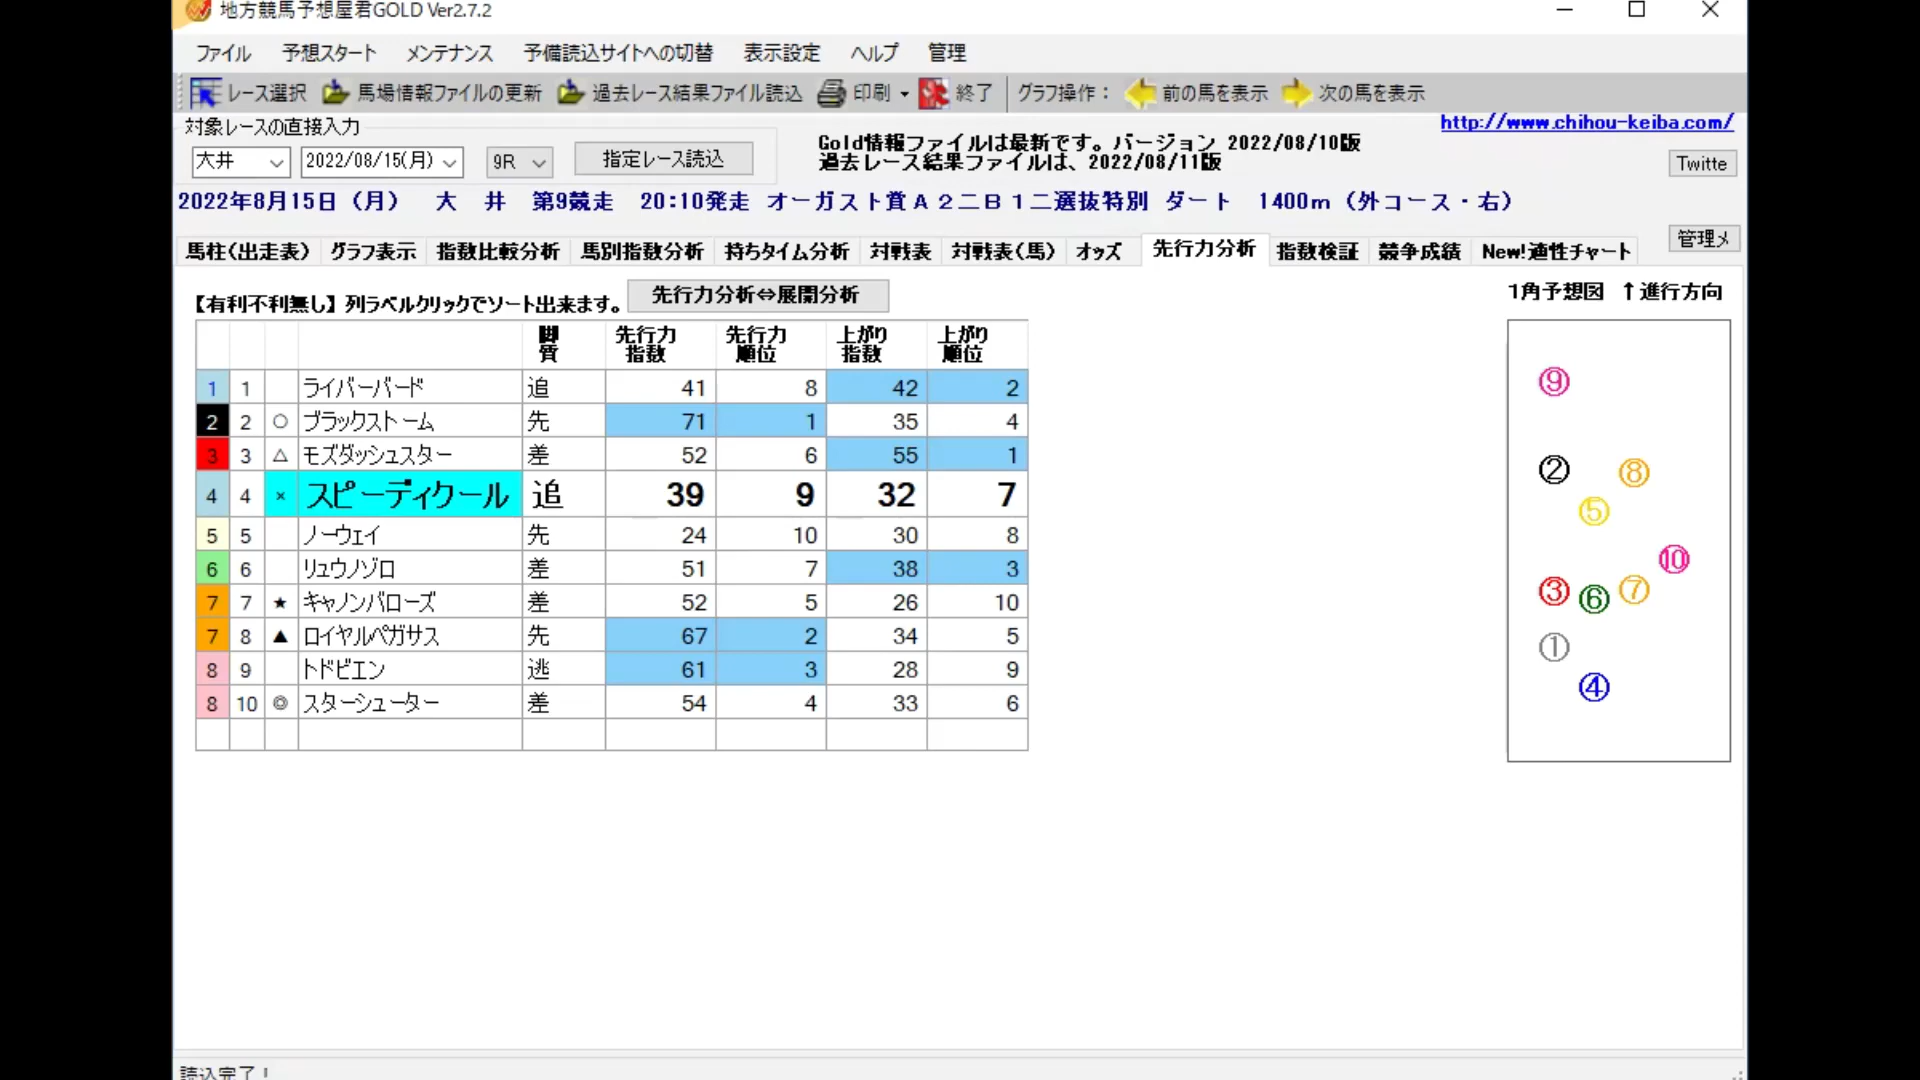 地方競馬予想屋君GOLD Ver2.7.2
ファイル 予想スタート メンテナンス 予備読込サイトへの切替 表示設定 ヘルプ 管理
レース選択 馬場情報ファイルの更新 過去レース結果ファイル読込 印刷 終了 グラフ操作： 前の馬を表示 次の馬を表示
対象レースの直接入力
http://www.chihou-keiba.com/
Gold情報ファイルは最新です。バージョン 2022/08/10版
過去レース結果ファイルは、2022/08/11版
大井 2022/08/15(月) 9R 指定レース読込
Twitte
2022年8月15日（月） 大 井 第9競走 20:10発走 オーガスト賞Ａ２二Ｂ１二選抜特別 ダート 1400m（外コース・右）
管理メ
馬柱(出走表) グラフ表示 指数比較分析 馬別指数分析 持ちタイム分析 対戦表 対戦表(馬) オッズ 先行力分析 指数検証 競争成績 New!適性チャート
【有利不利無し】列ラベルクリックでソート出来ます。 先行力分析⇔展開分析
1角予想図 ↑進行方向
脚質 先行力指数 先行力順位 上がり指数 上がり順位
1 1 ライバーバード 追 41 8 42 2
2 2 ○ ブラックストーム 先 71 1 35 4
3 3 △ モズダッシュスター 差 52 6 55 1
4 4 × スピーディクール 追 39 9 32 7
5 5 ノーウェイ 先 24 10 30 8
6 6 リュウノゾロ 差 51 7 38 3
7 7 ★ キャノンバローズ 差 52 5 26 10
7 8 ▲ ロイヤルペガサス 先 67 2 34 5
8 9 トドビエン 逃 61 3 28 9
8 10 ◎ スターシューター 差 54 4 33 6
⑨
② ⑧
⑤
⑩
③ ⑥ ⑦
①
④
読込完了！